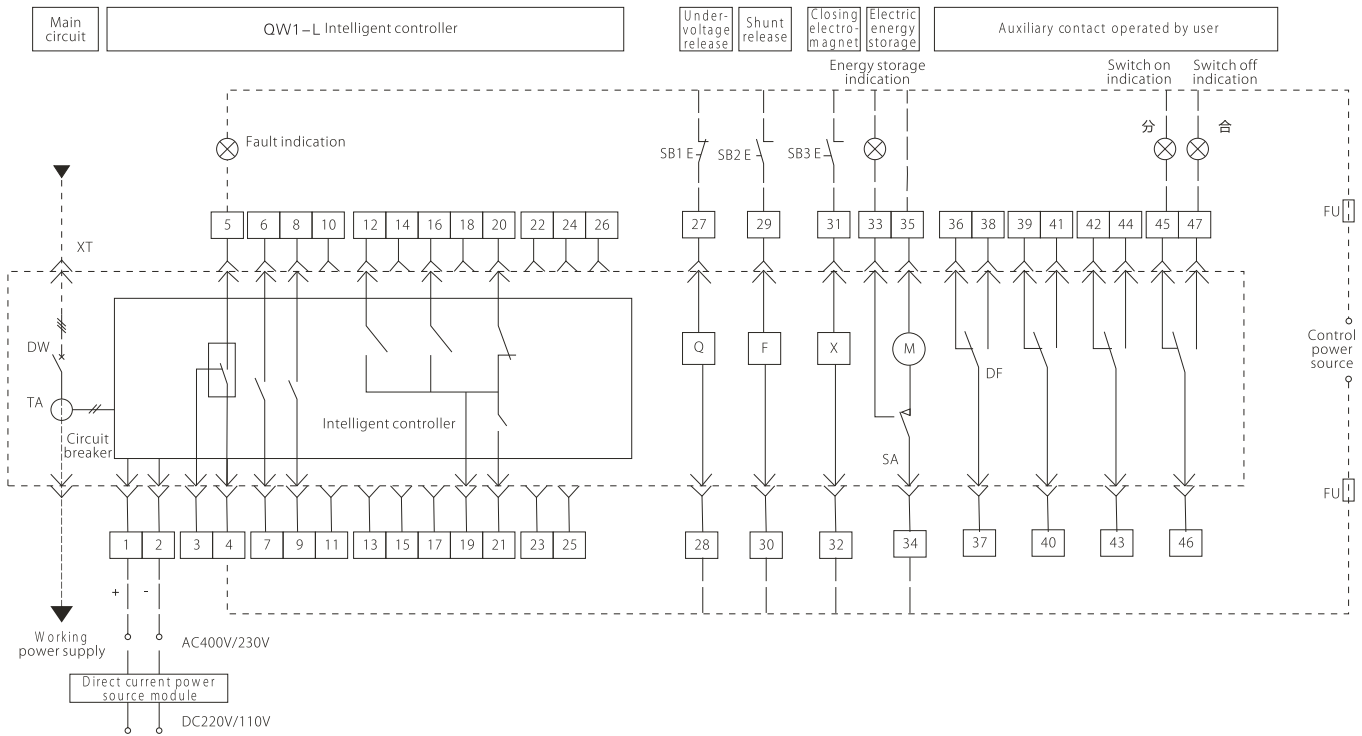 Main
circuit
QW1-L Intelligent controller
Under-
voltage
release
Shunt
release
Closing
electro-
magnet
Electric
energy
storage
Auxiliary contact operated by user
Energy storage
indication
Switch on
indication
Switch off
indication
Fault indication
分
合
SB1 E
SB2 E
SB3 E
FU
5 6 8 10 12 14 16 18 20 22 24 26 27 29 31 33 35 36 38 39 41 42 44 45 47
XT
DW
Q
F
X
M
Control
power
source
DF
TA
Intelligent controller
Circuit
breaker
SA
FU
1 2 3 4 7 9 11 13 15 17 19 21 23 25 28 30 32 34 37 40 43 46
+ -
Working
power supply
AC400V/230V
Direct current power
source module
DC220V/110V